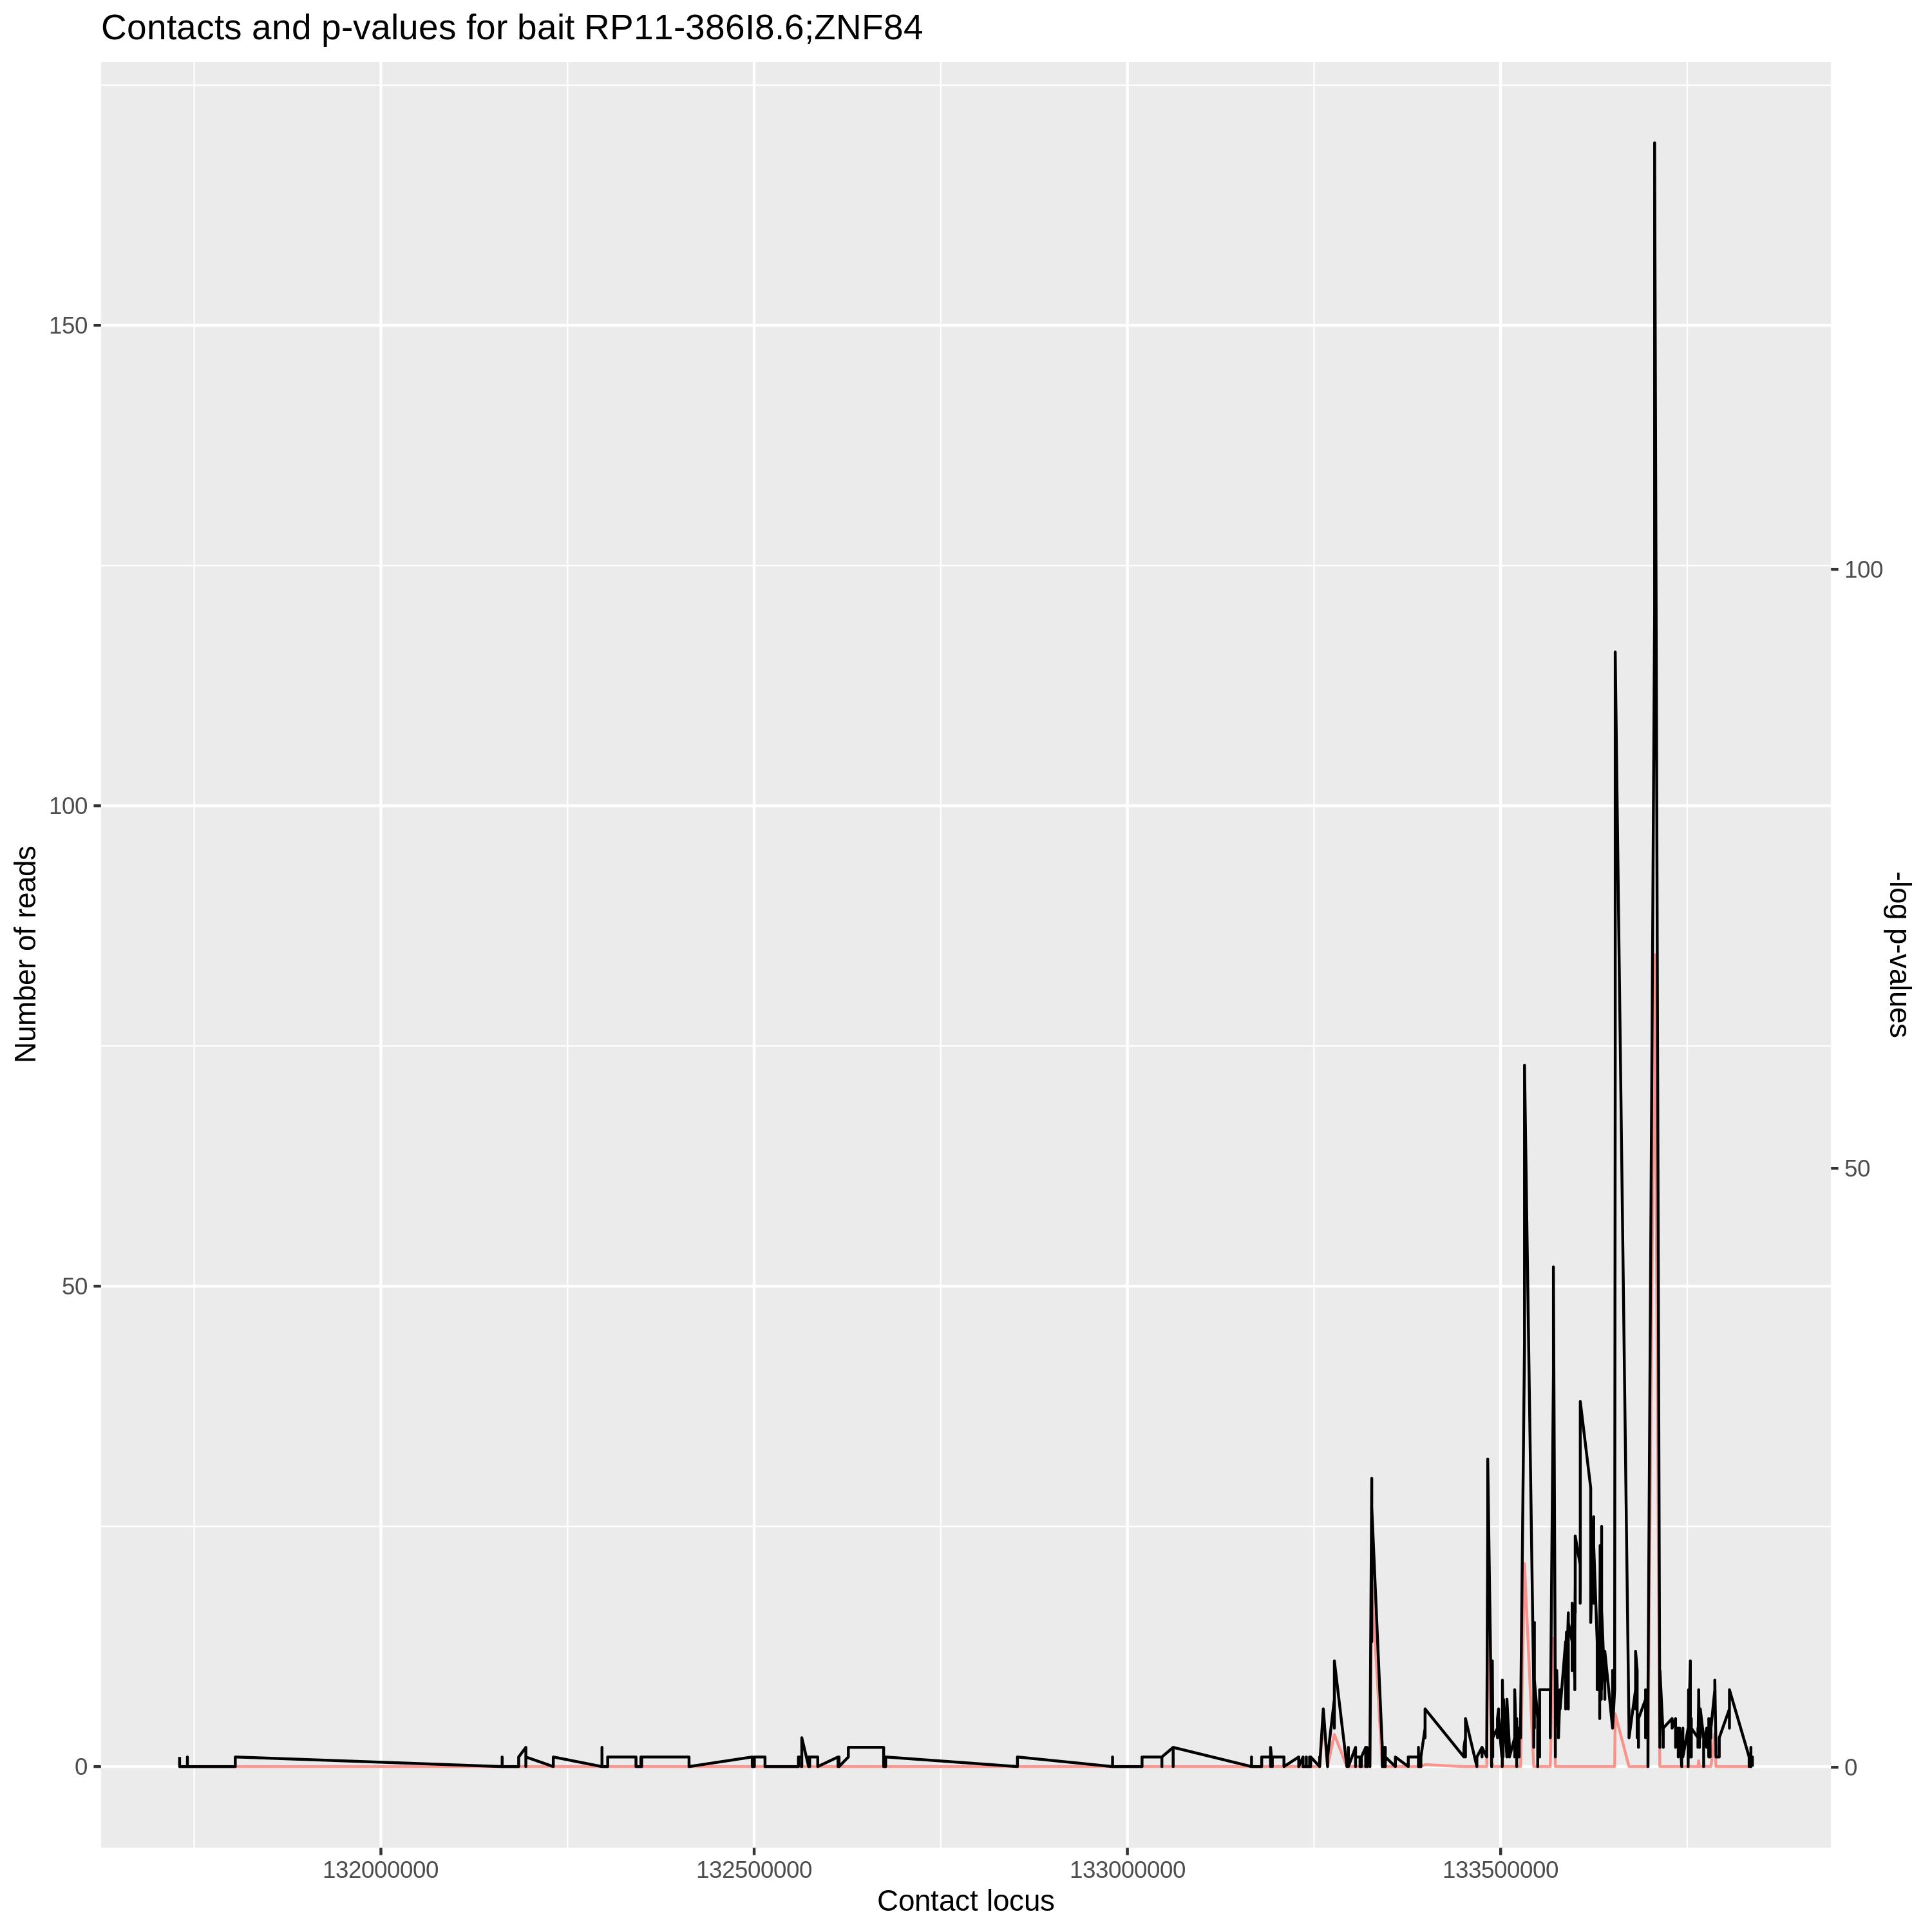 Contacts and p-values for bait RP11-386I8.6;ZNF84
150
100
50
0
Number of reads
100
50
0
-log p-values
132000000 132500000 133000000 133500000
Contact locus